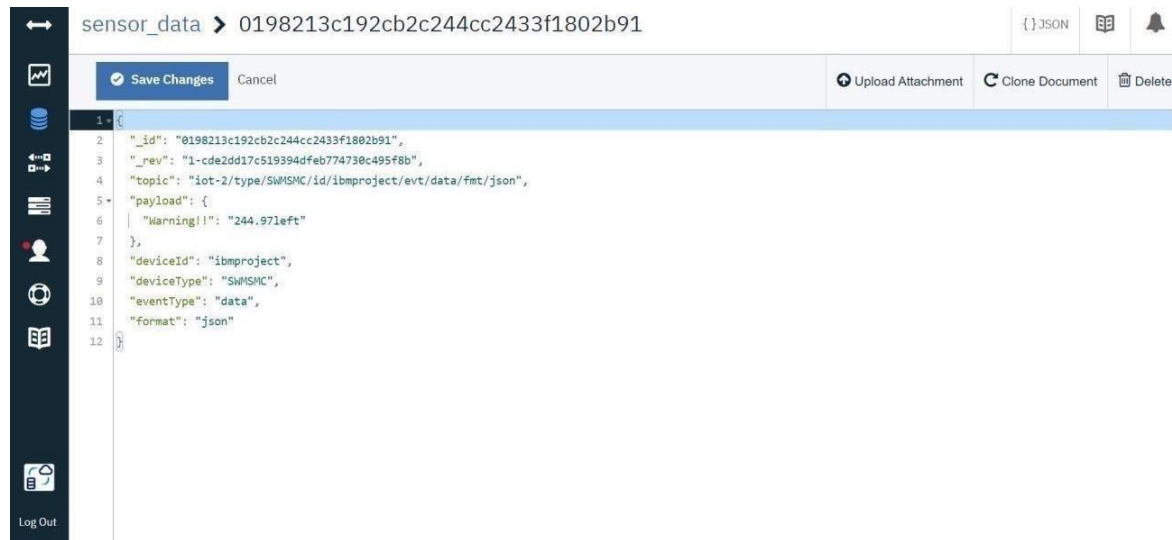 sensor_data > 0198213c192cb2c244cc2433f1802b91
{ } JSON
Save Changes Cancel Upload Attachment Clone Document Delete
1 {
2 "_id": "0198213c192cb2c244cc2433f1802b91",
3 "_rev": "1-cde2dd17c519394dfeb774730c495f8b",
4 "topic": "iot-2/type/SWMSMC/id/ibmproject/evt/data/fmt/json",
5 "payload": {
6 "Warning!!": "244.97left"
7 },
8 "deviceId": "ibmproject",
9 "deviceType": "SWMSMC",
10 "eventType": "data",
11 "format": "json"
12 }
Log Out